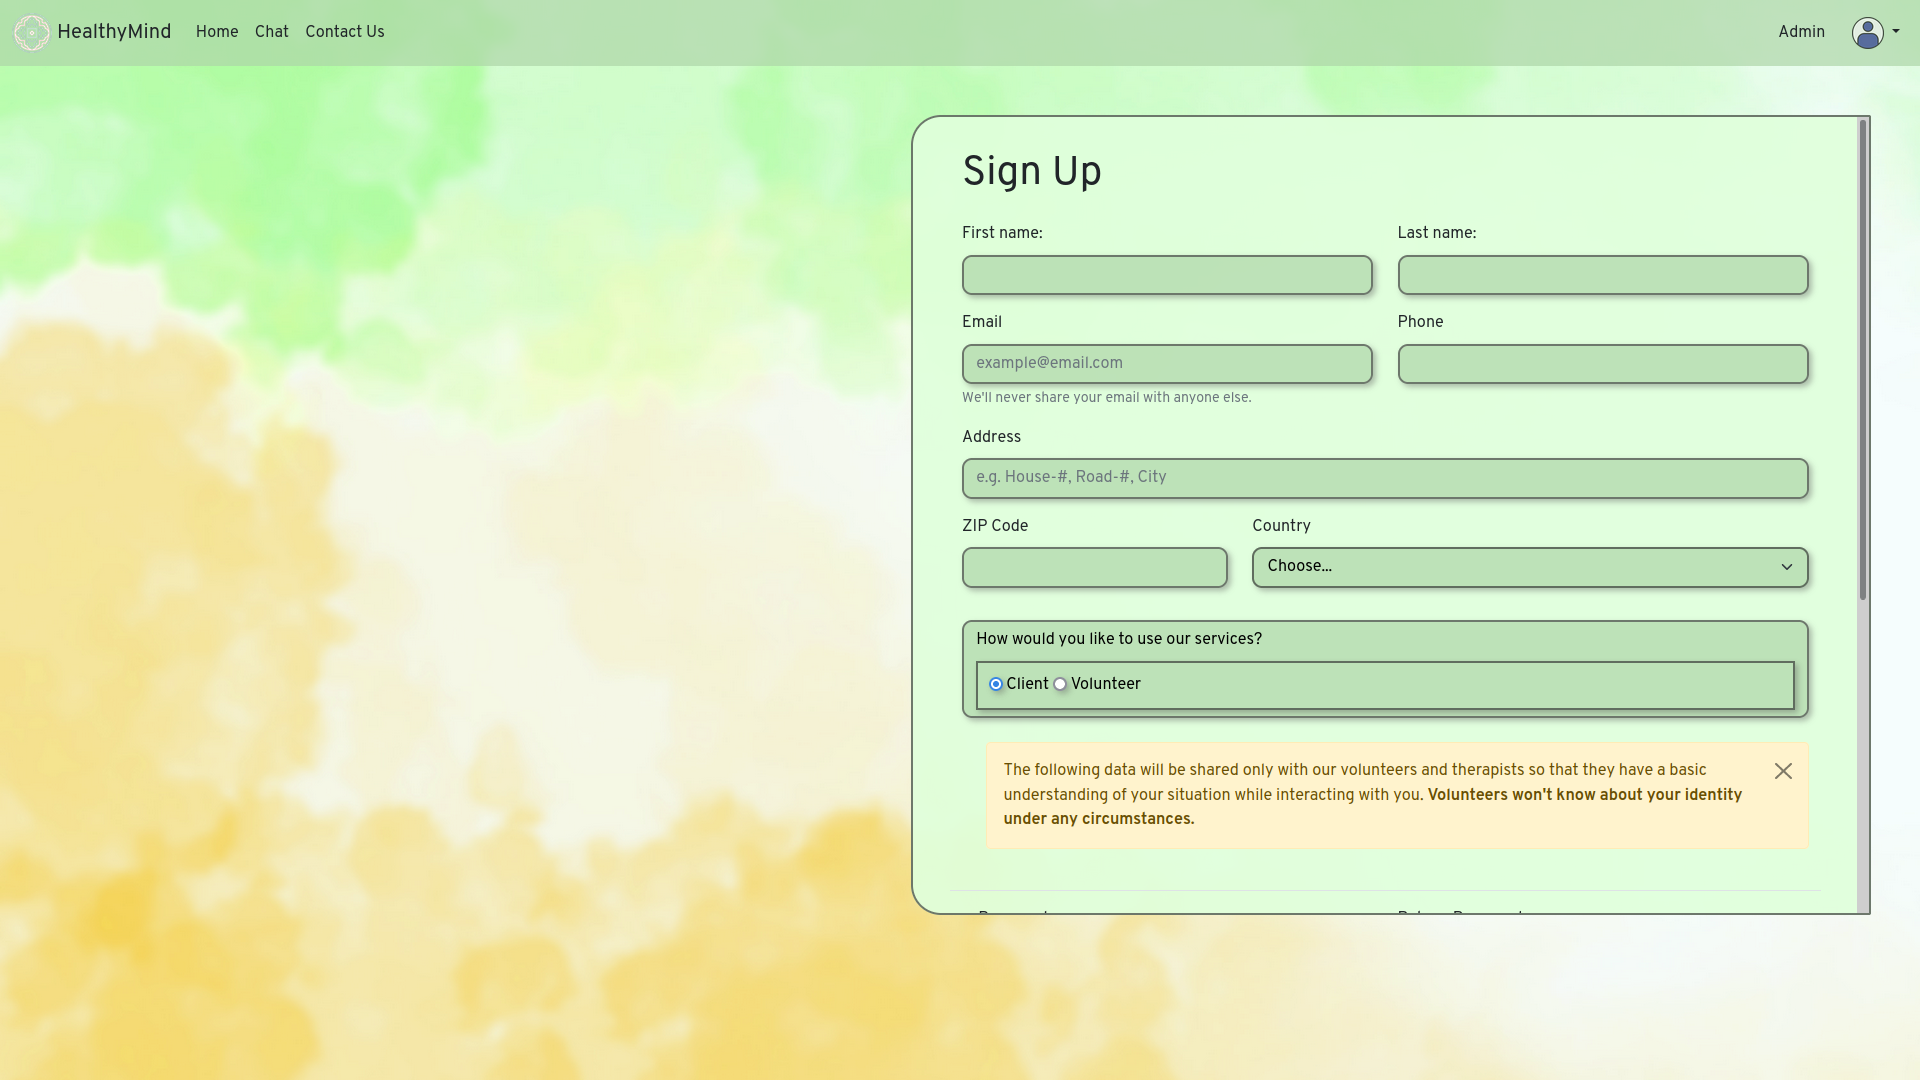 HealthyMind Home Chat Contact Us Admin
Sign Up
First name: Last name:
Email Phone
example@email.com
We'll never share your email with anyone else.
Address
e.g. House-#, Road-#, City
ZIP Code Country
Choose...
How would you like to use our services?
Client Volunteer
The following data will be shared only with our volunteers and therapists so that they have a basic
understanding of your situation while interacting with you. Volunteers won't know about your identity
under any circumstances.